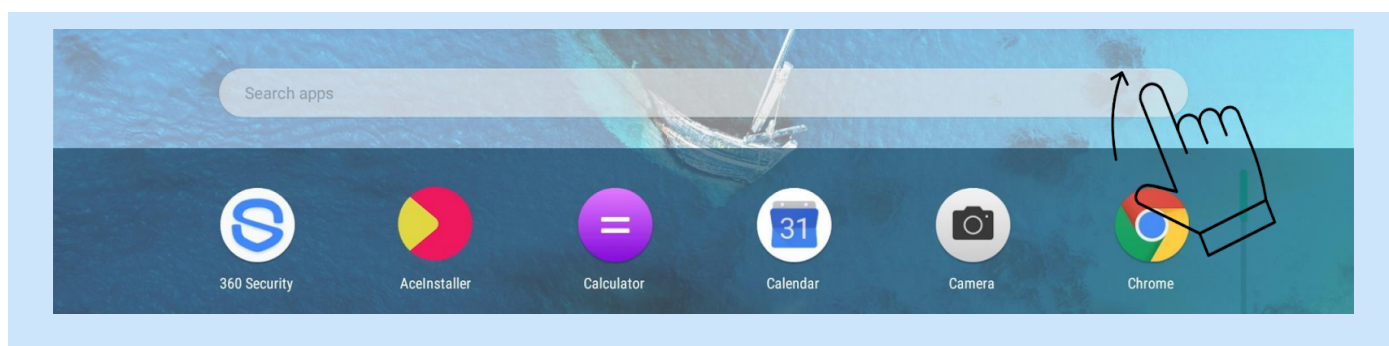 Search apps
31
360 Security
AceInstaller
Calculator
Calendar
Camera
Chrome